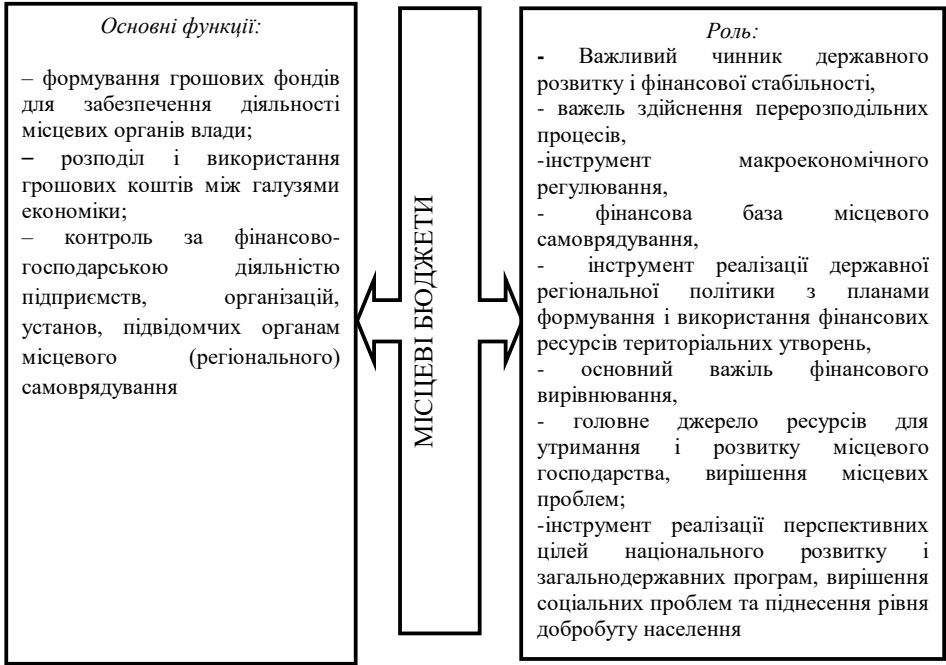 Основні функції:
– формування грошових фондів
для забезпечення діяльності
місцевих органів влади;
– розподіл і використання
грошових коштів між галузями
економіки;
– контроль за фінансово-
господарською діяльністю
підприємств, організацій,
установ, підвідомчих органам
місцевого (регіонального)
самоврядування
МІСЦЕВІ БЮДЖЕТИ
Роль:
- Важливий чинник державного
розвитку і фінансової стабільності,
- важель здійснення перерозподільних
процесів,
-інструмент макроекономічного
регулювання,
- фінансова база місцевого
самоврядування,
- інструмент реалізації державної
регіональної політики з планами
формування і використання фінансових
ресурсів територіальних утворень,
- основний важіль фінансового
вирівнювання,
- головне джерело ресурсів для
утримання і розвитку місцевого
господарства, вирішення місцевих
проблем;
-інструмент реалізації перспективних
цілей національного розвитку і
загальнодержавних програм, вирішення
соціальних проблем та піднесення рівня
добробуту населення